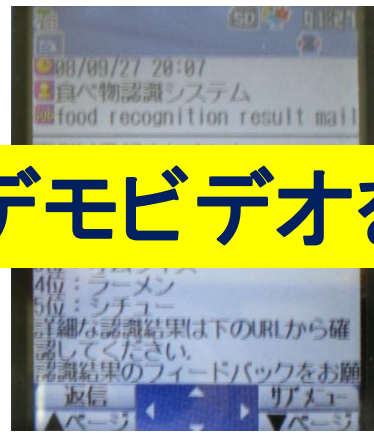 08/09/27 20:07
食べ物認識システム
Sub food recognition result mail
デモビデオを
4位：ラーメン
5位：シチュー
詳細な認識結果は下のURLから確
認してください.
認識結果のフィードバックをお願
返信
リアメニュー
▲ページ
▼ページ